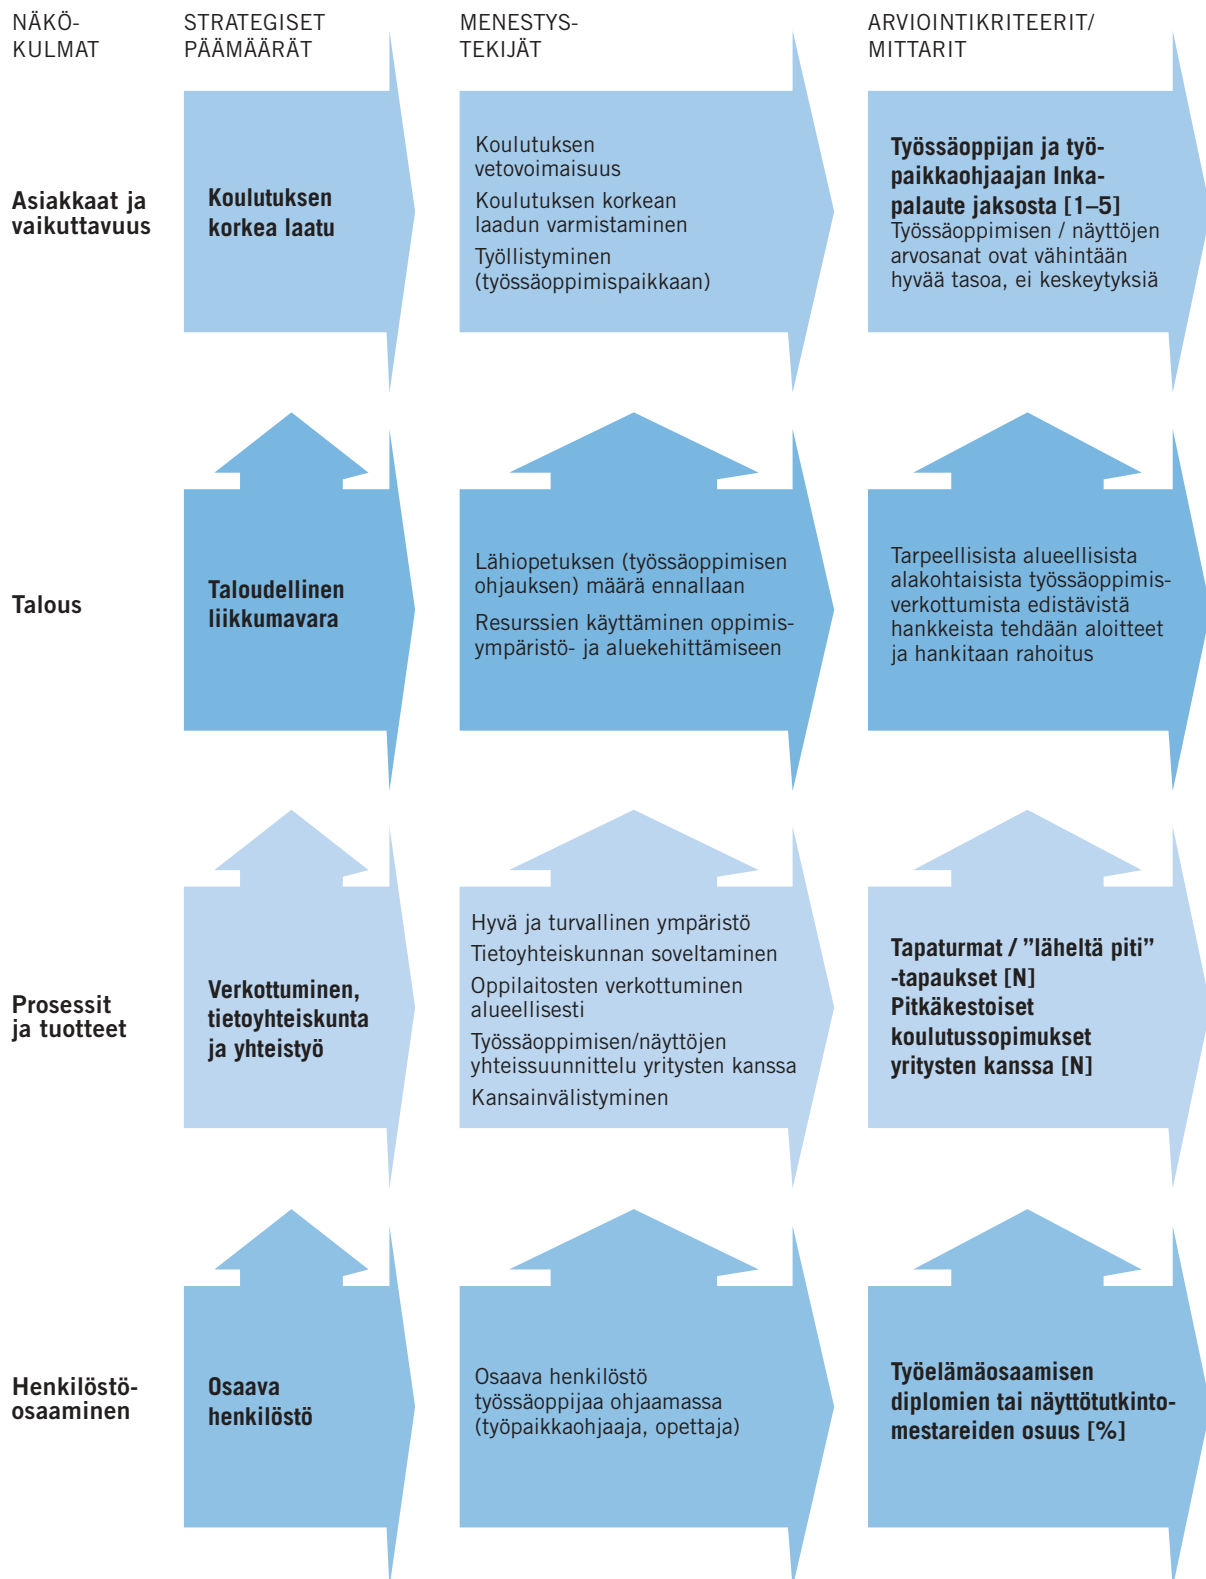 NÄKÖ-
KULMAT
STRATEGISET
PÄÄMÄÄRÄT
MENESTYS-
TEKIJÄT
ARVIOINTIKRITEERIT/
MITTARIT
Asiakkaat ja
vaikuttavuus
Koulutuksen
korkea laatu
Koulutuksen
vetovoimaisuus
Koulutuksen korkean
laadun varmistaminen
Työllistyminen
(työssäoppimispaikkaan)
Työssäoppijan ja työ-
paikkaohjaajan Inka-
palaute jaksosta [1–5]
Työssäoppimisen / näyttöjen
arvosanat ovat vähintään
hyvää tasoa, ei keskeytyksiä
Talous
Taloudellinen
liikkumavara
Lähiopetuksen (työssäoppimisen
ohjauksen) määrä ennallaan
Resurssien käyttäminen oppimis-
ympäristö- ja aluekehittämiseen
Tarpeellisista alueellisista
alakohtaisista työssäoppimis-
verkottumista edistävistä
hankkeista tehdään aloitteet
ja hankitaan rahoitus
Prosessit
ja tuotteet
Verkottuminen,
tietoyhteiskunta
ja yhteistyö
Hyvä ja turvallinen ympäristö
Tietoyhteiskunnan soveltaminen
Oppilaitosten verkottuminen
alueellisesti
Työssäoppimisen/näyttöjen
yhteissuunnittelu yritysten kanssa
Kansainvälistyminen
Tapaturmat / ”läheltä piti”
-tapaukset [N]
Pitkäkestoiset
koulutussopimukset
yritysten kanssa [N]
Henkilöstö-
osaaminen
Osaava
henkilöstö
Osaava henkilöstö
työssäoppijaa ohjaamassa
(työpaikkaohjaaja, opettaja)
Työelämäosaamisen
diplomien tai näyttötutkinto-
mestareiden osuus [%]